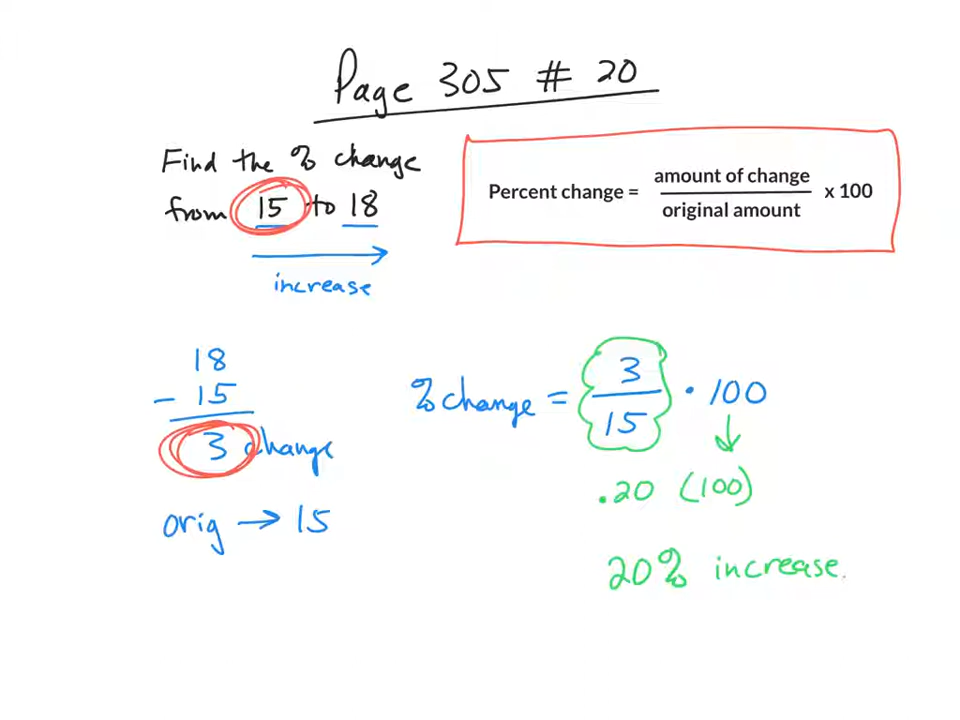 Page 305 # 20
Find the % change
from 15 to 18
increase
Percent change = amount of change / original amount x 100
18
- 15
3 change
orig → 15
% change = 3/15 • 100
.20 (100)
20% increase.